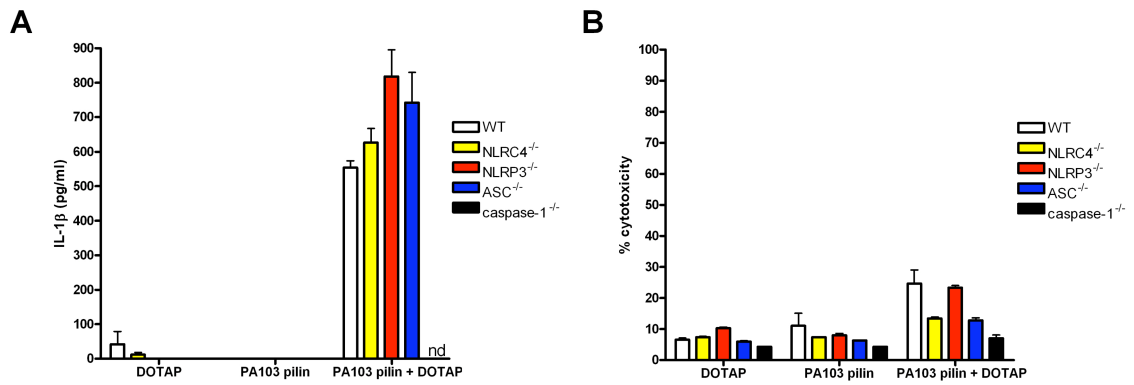 A
900
800
700
600
500
400
300
200
100
0
IL-1β (pg/ml)
DOTAP
PA103 pilin
PA103 pilin + DOTAP
nd
WT
NLRC4-/-
NLRP3-/-
ASC-/-
caspase-1-/-
B
100
90
80
70
60
50
40
30
20
10
0
% cytotoxicity
DOTAP
PA103 pilin
PA103 pilin + DOTAP
WT
NLRC4-/-
NLRP3-/-
ASC-/-
caspase-1-/-